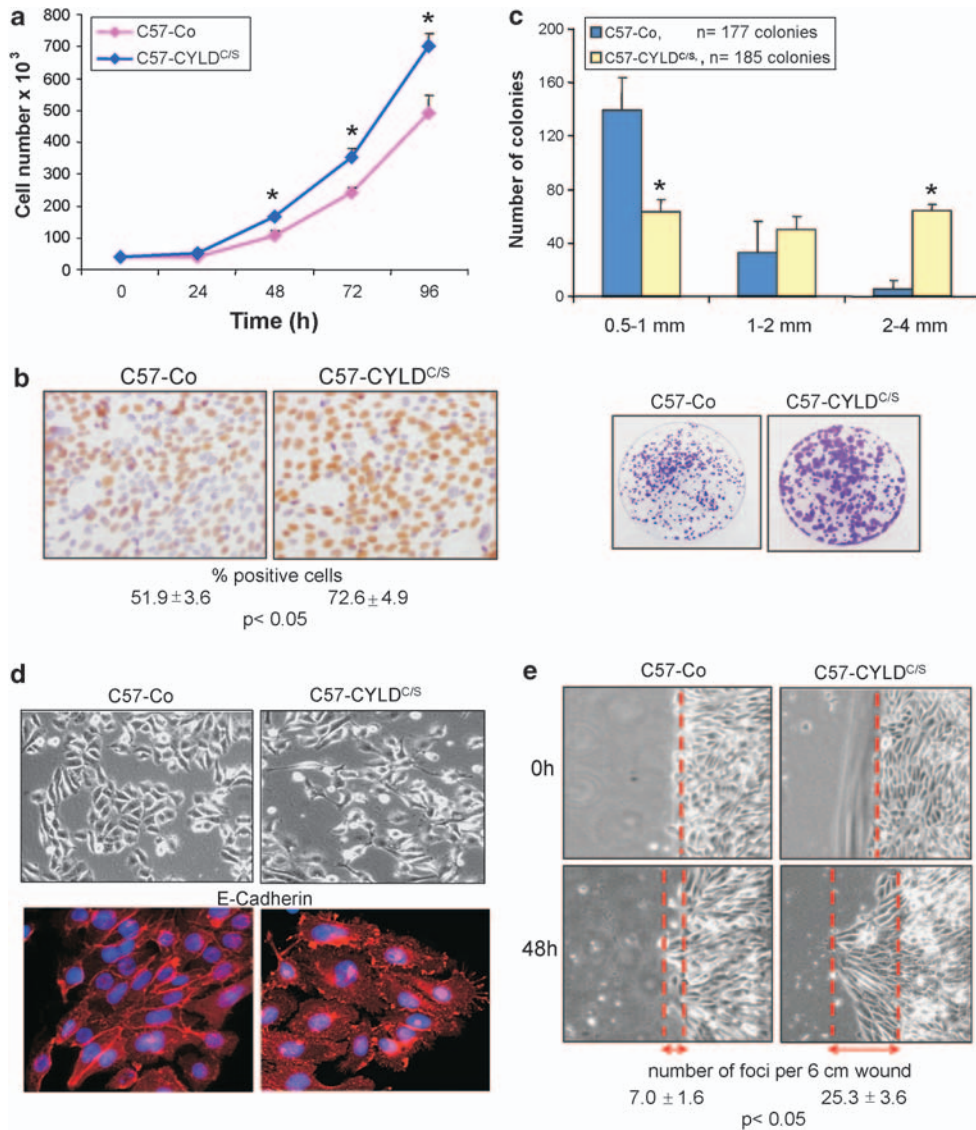 a
C57-Co
C57-CYLD^C/S
Cell number x 10^3
800
700
600
500
400
300
200
100
0
*
*
*
*
0 24 48 72 96
Time (h)
c
C57-Co, n= 177 colonies
C57-CYLD^C/S, , n= 185 colonies
Number of colonies
200
160
120
80
40
0
*
*
0.5-1 mm 1-2 mm 2-4 mm
C57-Co C57-CYLD^C/S
b
C57-Co C57-CYLD^C/S
% positive cells
51.9 ±3.6 72.6 ± 4.9
p< 0.05
d
C57-Co C57-CYLD^C/S
E-Cadherin
e
C57-Co C57-CYLD^C/S
0h
48h
number of foci per 6 cm wound
7.0 ± 1.6 25.3 ± 3.6
p< 0.05